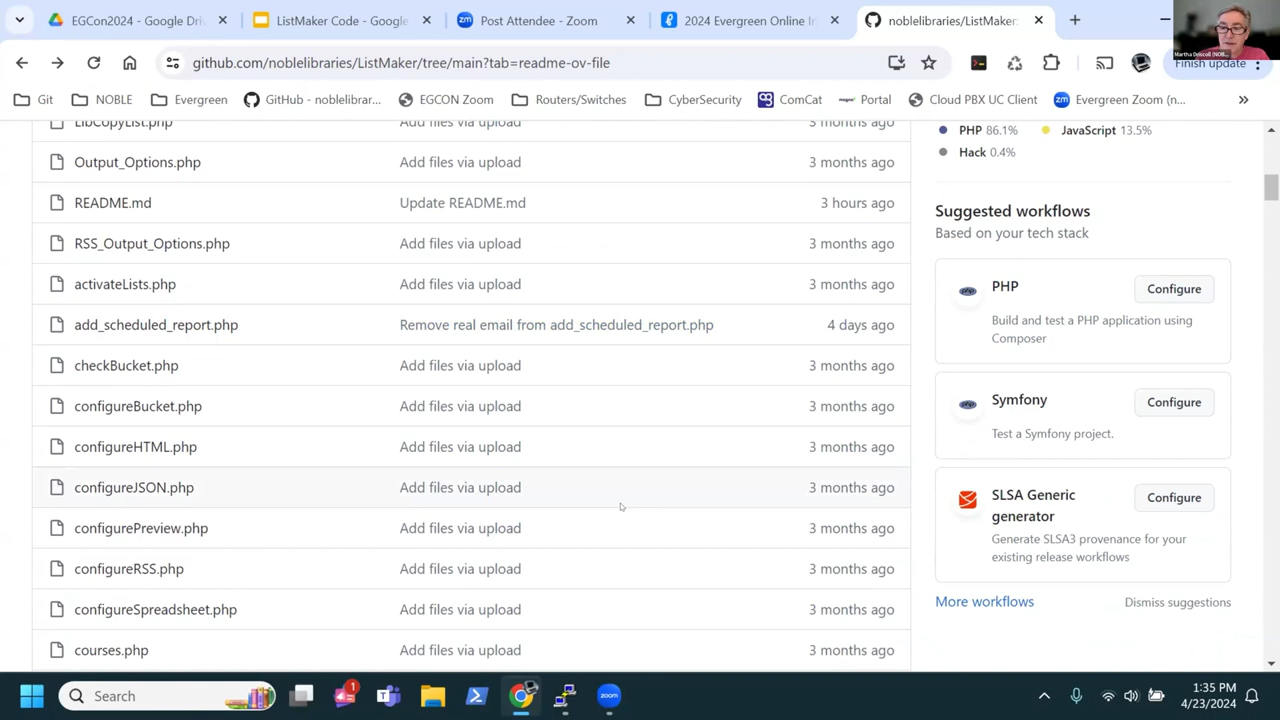 EGCon2024 - Google Dri
ListMaker Code - Google
Post Attendee - Zoom
2024 Evergreen Online I
noblelibraries/ListMaker:
github.com/noblelibraries/ListMaker/tree/main?tab=readme-ov-file
Martha Driscoll (NOB...
Finish update
Git
NOBLE
Evergreen
GitHub - noblelibrar...
EGCON Zoom
Routers/Switches
CyberSecurity
ComCat
Portal
Cloud PBX UC Client
Evergreen Zoom (n...
LibCopyList.php
Add files via upload
3 months ago
Output_Options.php
Add files via upload
3 months ago
README.md
Update README.md
3 hours ago
RSS_Output_Options.php
Add files via upload
3 months ago
activateLists.php
Add files via upload
3 months ago
add_scheduled_report.php
Remove real email from add_scheduled_report.php
4 days ago
checkBucket.php
Add files via upload
3 months ago
configureBucket.php
Add files via upload
3 months ago
configureHTML.php
Add files via upload
3 months ago
configureJSON.php
Add files via upload
3 months ago
configurePreview.php
Add files via upload
3 months ago
configureRSS.php
Add files via upload
3 months ago
configureSpreadsheet.php
Add files via upload
3 months ago
courses.php
Add files via upload
3 months ago
PHP 86.1%
JavaScript 13.5%
Hack 0.4%
Suggested workflows
Based on your tech stack
PHP
Configure
Build and test a PHP application using
Composer
Symfony
Configure
Test a Symfony project.
SLSA Generic
generator
Configure
Generate SLSA3 provenance for your
existing release workflows
More workflows
Dismiss suggestions
Search
1
zoom
1:35 PM
4/23/2024